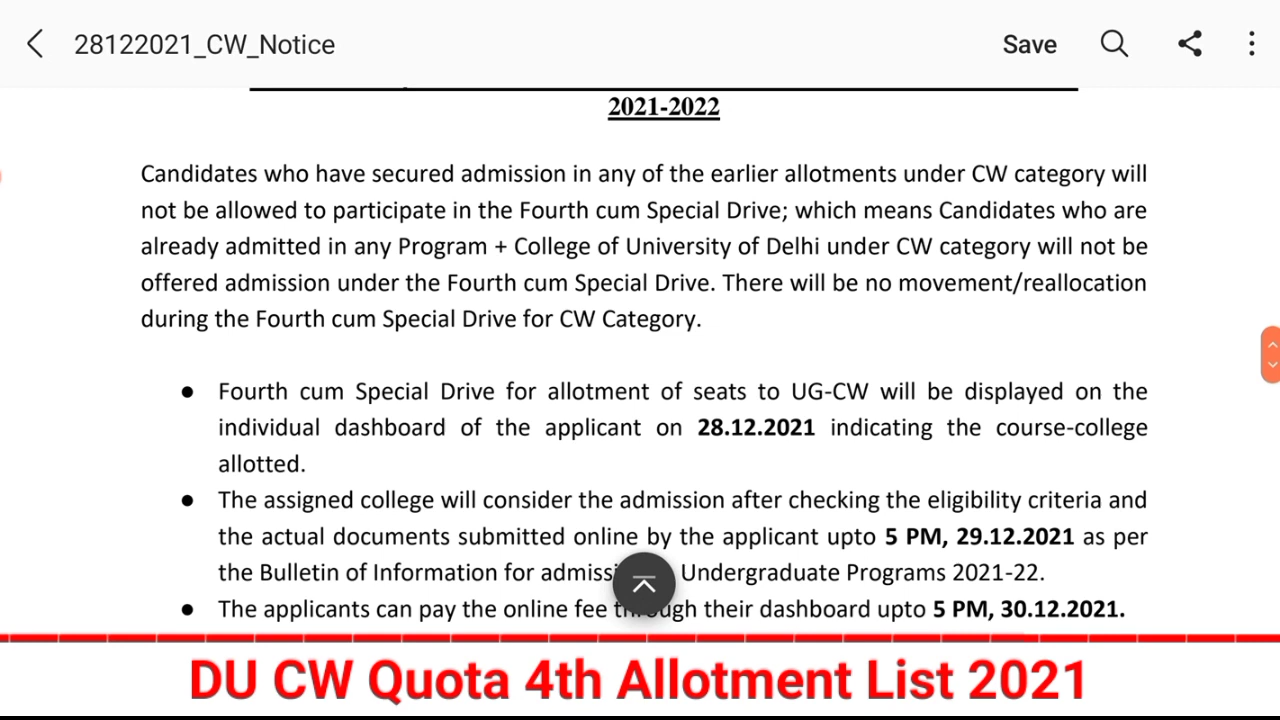 28122021_CW_Notice
Save
2021-2022
Candidates who have secured admission in any of the earlier allotments under CW category will
not be allowed to participate in the Fourth cum Special Drive; which means Candidates who are
already admitted in any Program + College of University of Delhi under CW category will not be
offered admission under the Fourth cum Special Drive. There will be no movement/reallocation
during the Fourth cum Special Drive for CW Category.
● Fourth cum Special Drive for allotment of seats to UG-CW will be displayed on the
individual dashboard of the applicant on 28.12.2021 indicating the course-college
allotted.
● The assigned college will consider the admission after checking the eligibility criteria and
the actual documents submitted online by the applicant upto 5 PM, 29.12.2021 as per
the Bulletin of Information for Undergraduate Programs 2021-22.
● The applicants can pay the online fee through their dashboard upto 5 PM, 30.12.2021.
DU CW Quota 4th Allotment List 2021